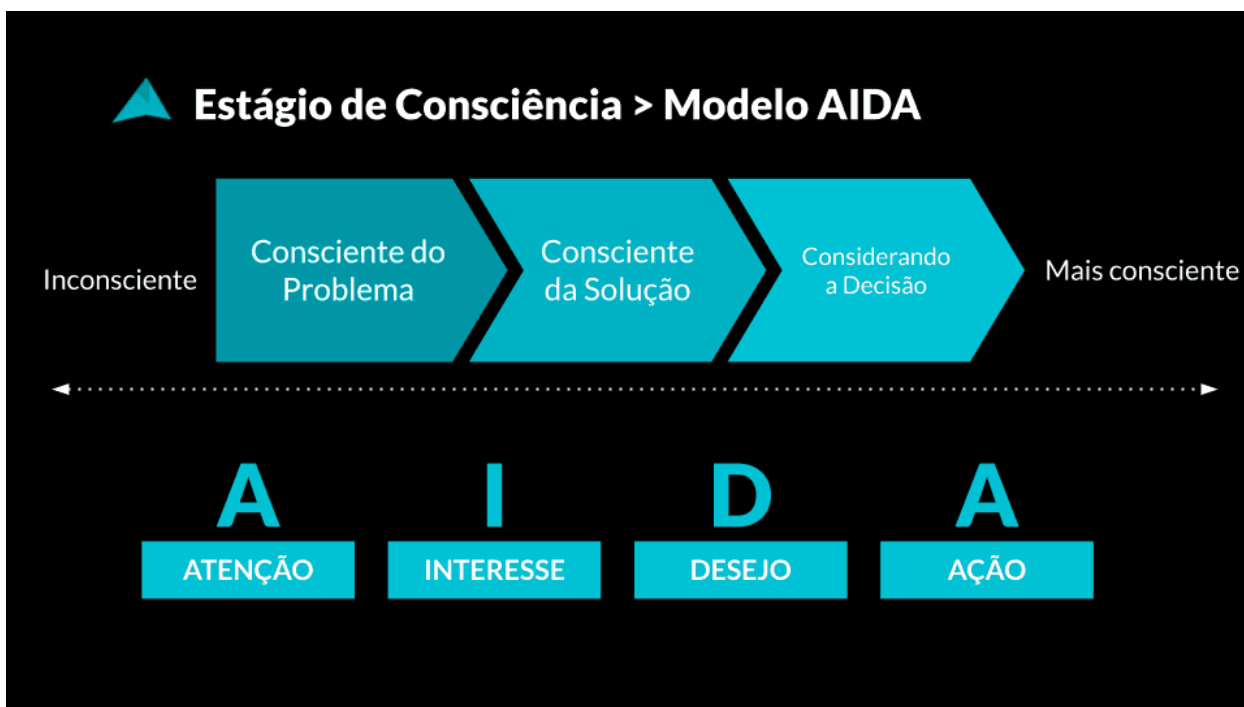 Estágio de Consciência > Modelo AIDA
Inconsciente
Consciente do
Problema
Consciente
da Solução
Considerando
a Decisão
Mais consciente
A
I
D
A
ATENÇÃO
INTERESSE
DESEJO
AÇÃO